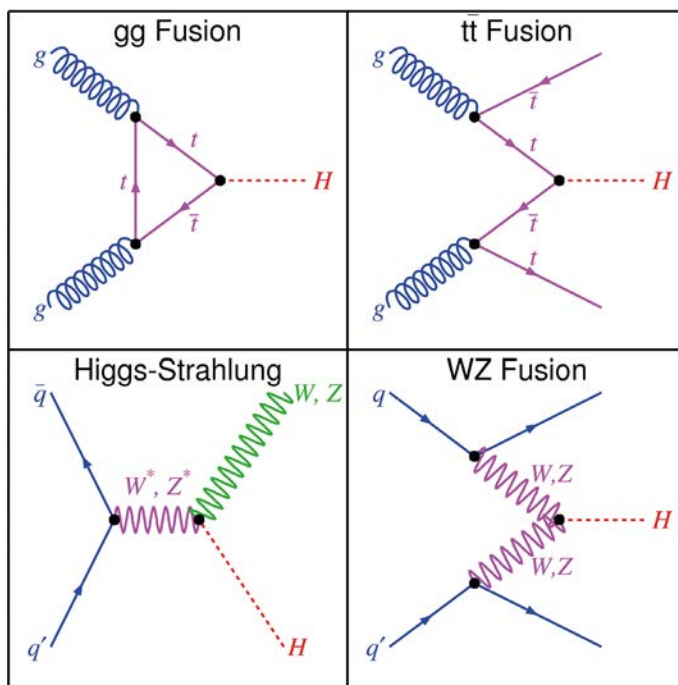 gg Fusion
g
t
t
H
t̄
g
tt̄ Fusion
g
t̄
t
H
t̄
t
g
Higgs-Strahlung
q̄
W, Z
W*, Z*
q′
H
WZ Fusion
q
W,Z
H
W,Z
q′